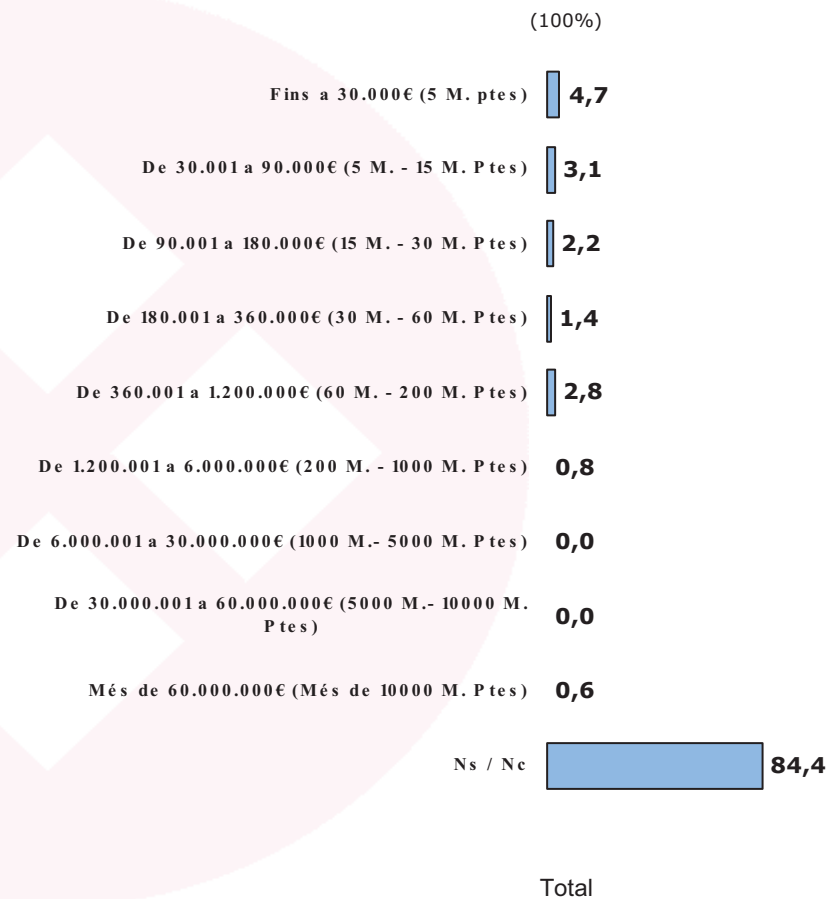 (100%)
Fins a 30.000€ (5 M. ptes) 4,7
De 30.001 a 90.000€ (5 M. - 15 M. Ptes) 3,1
De 90.001 a 180.000€ (15 M. - 30 M. Ptes) 2,2
De 180.001 a 360.000€ (30 M. - 60 M. Ptes) 1,4
De 360.001 a 1.200.000€ (60 M. - 200 M. Ptes) 2,8
De 1.200.001 a 6.000.000€ (200 M. - 1000 M. Ptes) 0,8
De 6.000.001 a 30.000.000€ (1000 M.- 5000 M. Ptes) 0,0
De 30.000.001 a 60.000.000€ (5000 M.- 10000 M.
Ptes) 0,0
Més de 60.000.000€ (Més de 10000 M. Ptes) 0,6
Ns / Nc 84,4
Total